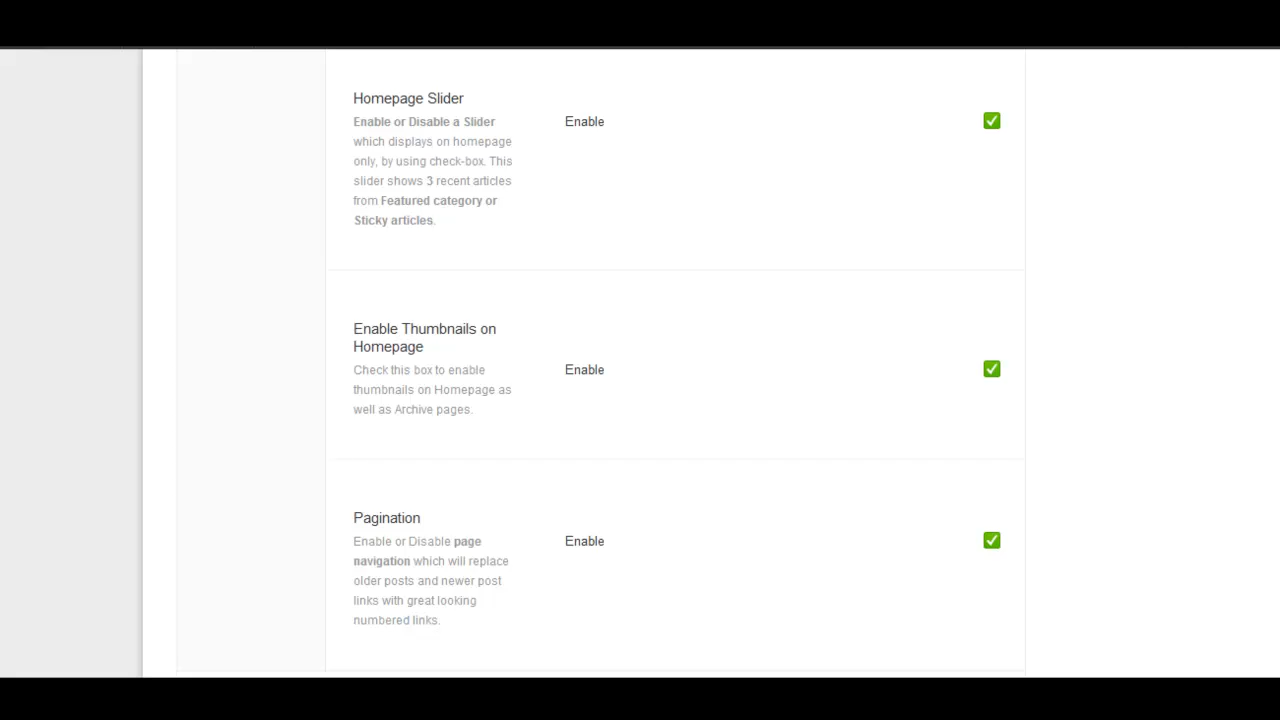 Homepage Slider
Enable or Disable a Slider
Enable
which displays on homepage
only, by using check-box. This
slider shows 3 recent articles
from Featured category or
Sticky articles.
Enable Thumbnails on
Homepage
Check this box to enable
Enable
thumbnails on Homepage as
well as Archive pages.
Pagination
Enable or Disable page
Enable
navigation which will replace
older posts and newer post
links with great looking
numbered links.